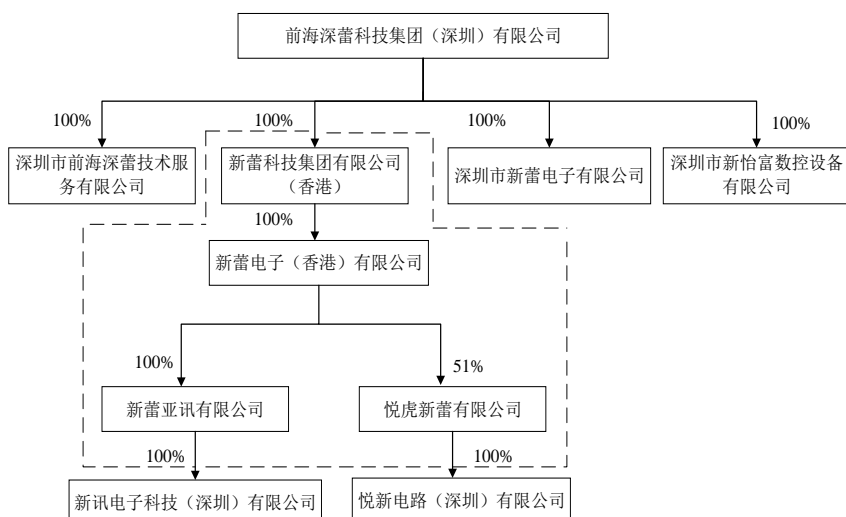 前海深蕾科技集团（深圳）有限公司
100%
100%
100%
100%
深圳市前海深蕾技术服
务有限公司
新蕾科技集团有限公司
（香港）
深圳市新蕾电子有限公司
深圳市新怡富数控设备
有限公司
100%
新蕾电子（香港）有限公司
100%
51%
新蕾亚讯有限公司
悦虎新蕾有限公司
100%
100%
新讯电子科技（深圳）有限公司
悦新电路（深圳）有限公司